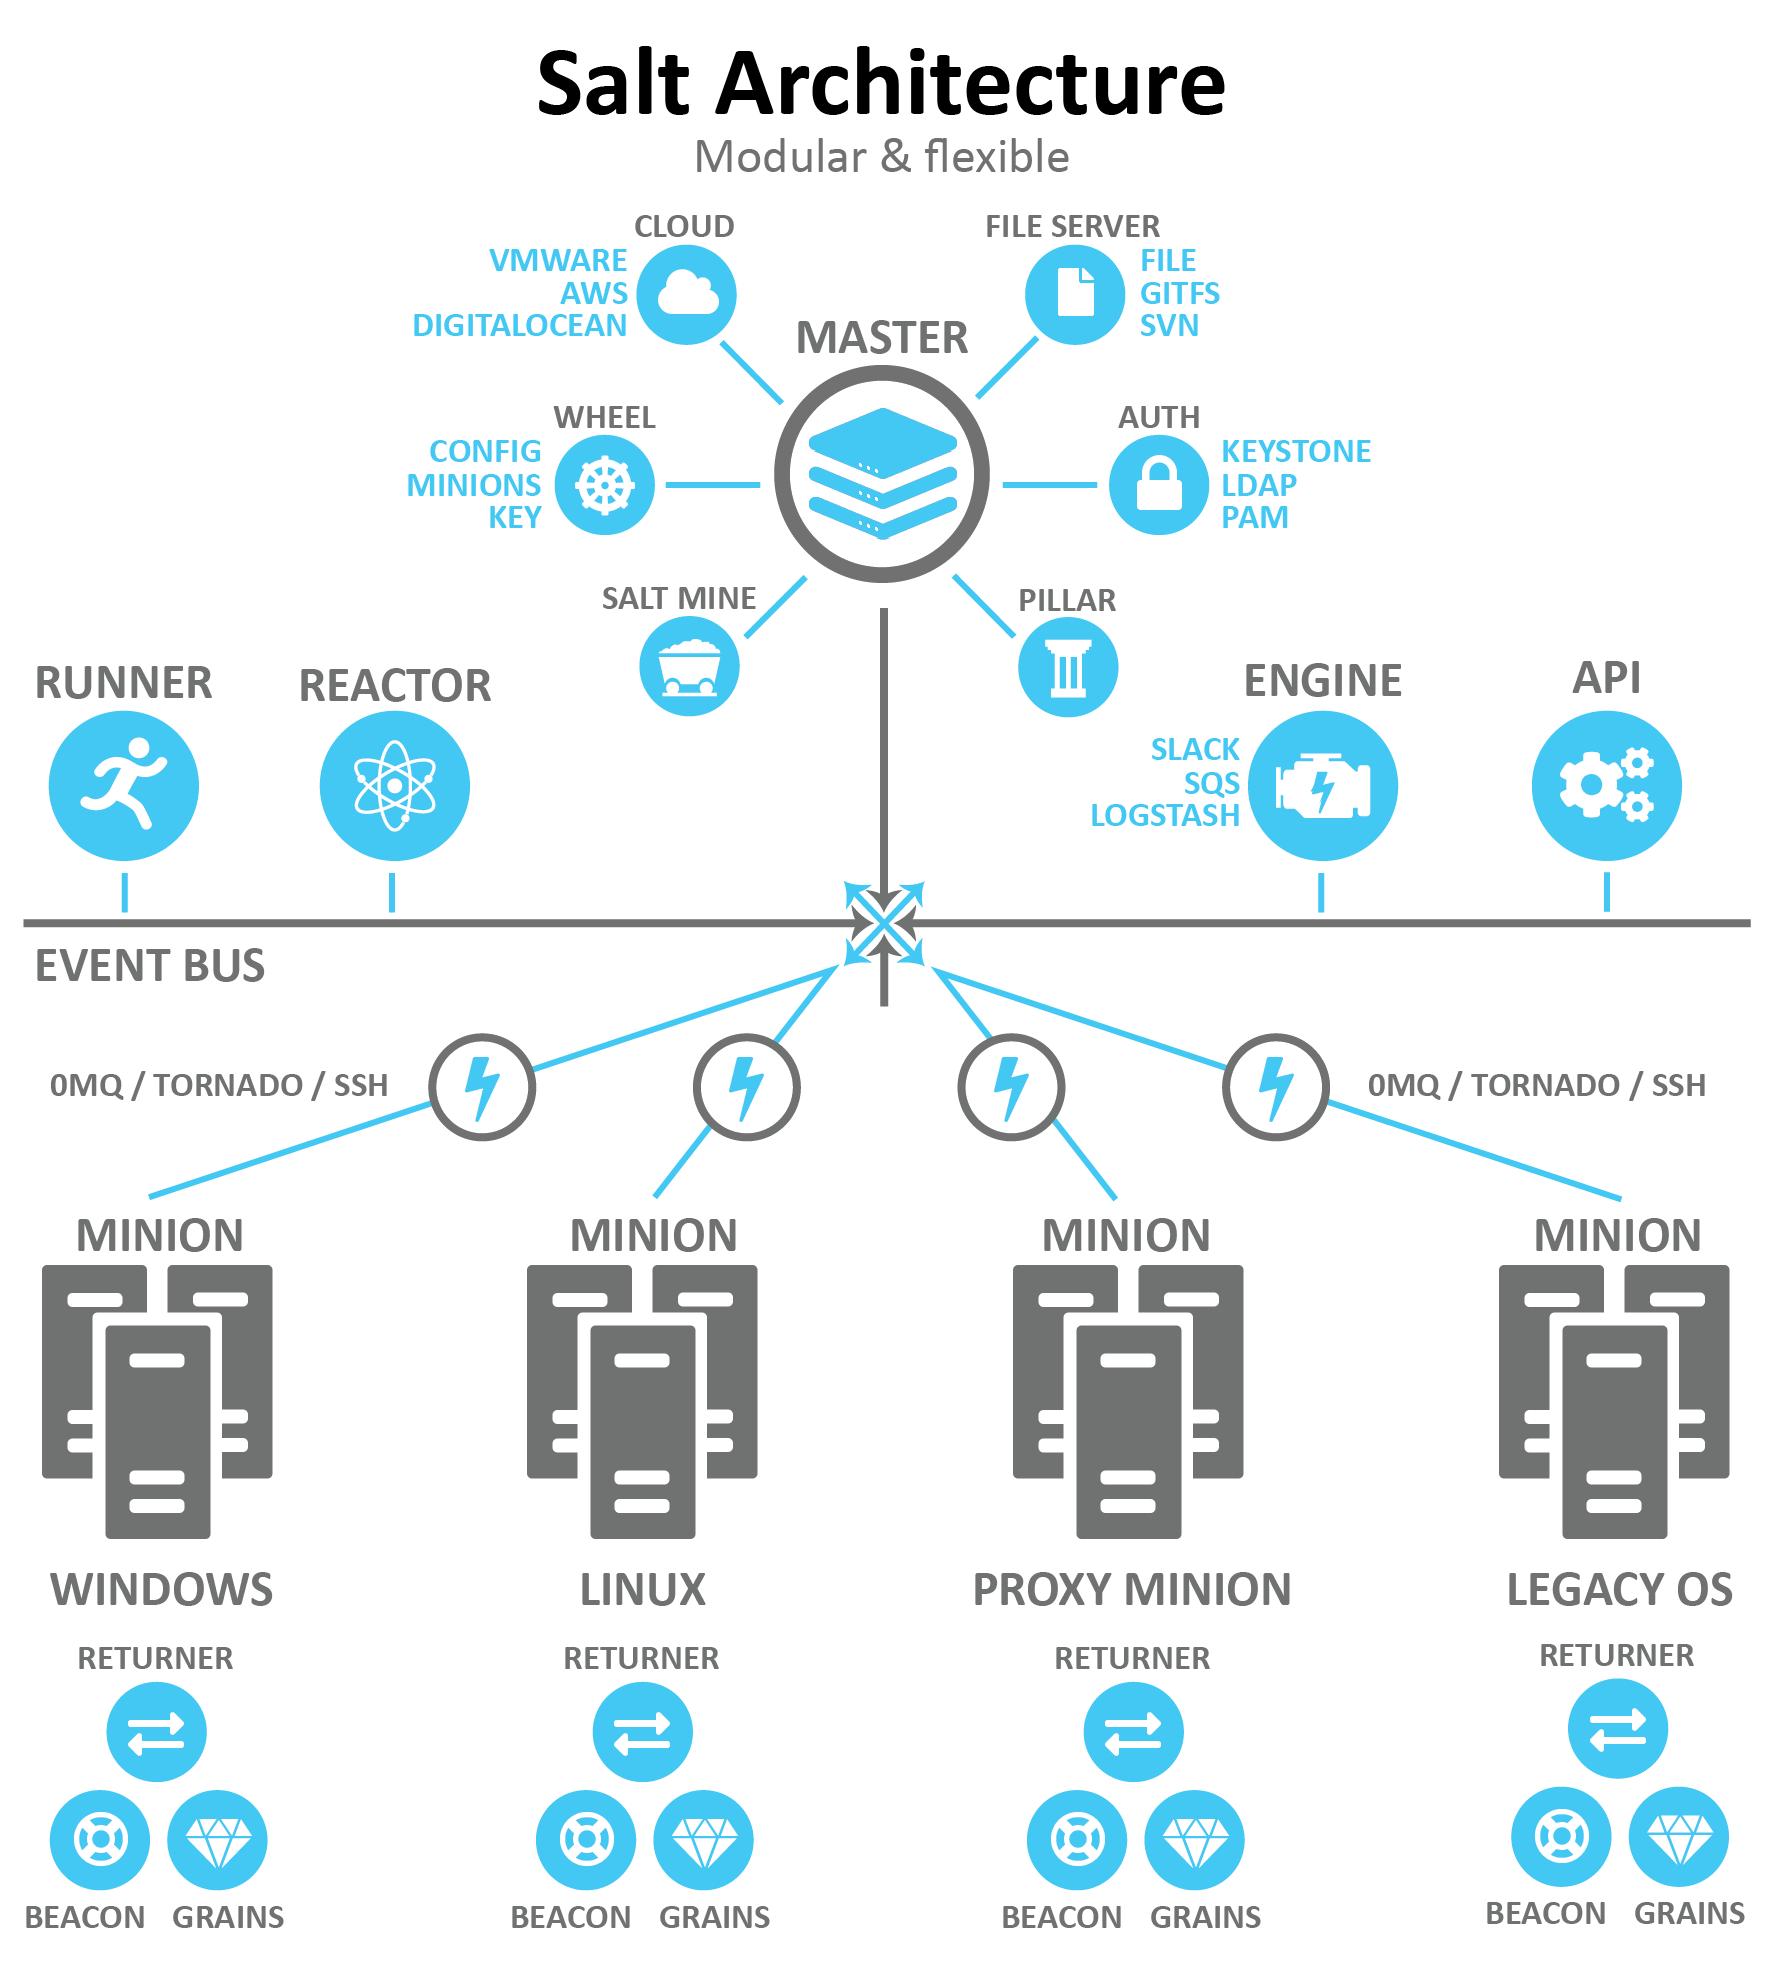 Salt Architecture
Modular & flexible
CLOUD
VMWARE
AWS
DIGITALOCEAN
FILE SERVER
FILE
GITFS
SVN
MASTER
WHEEL
CONFIG
MINIONS
KEY
AUTH
KEYSTONE
LDAP
PAM
SALT MINE
PILLAR
RUNNER
REACTOR
ENGINE
SLACK
SQS
LOGSTASH
API
EVENT BUS
0MQ / TORNADO / SSH
0MQ / TORNADO / SSH
MINION
MINION
MINION
MINION
WINDOWS
LINUX
PROXY MINION
LEGACY OS
RETURNER
RETURNER
RETURNER
RETURNER
BEACON
GRAINS
BEACON
GRAINS
BEACON
GRAINS
BEACON
GRAINS